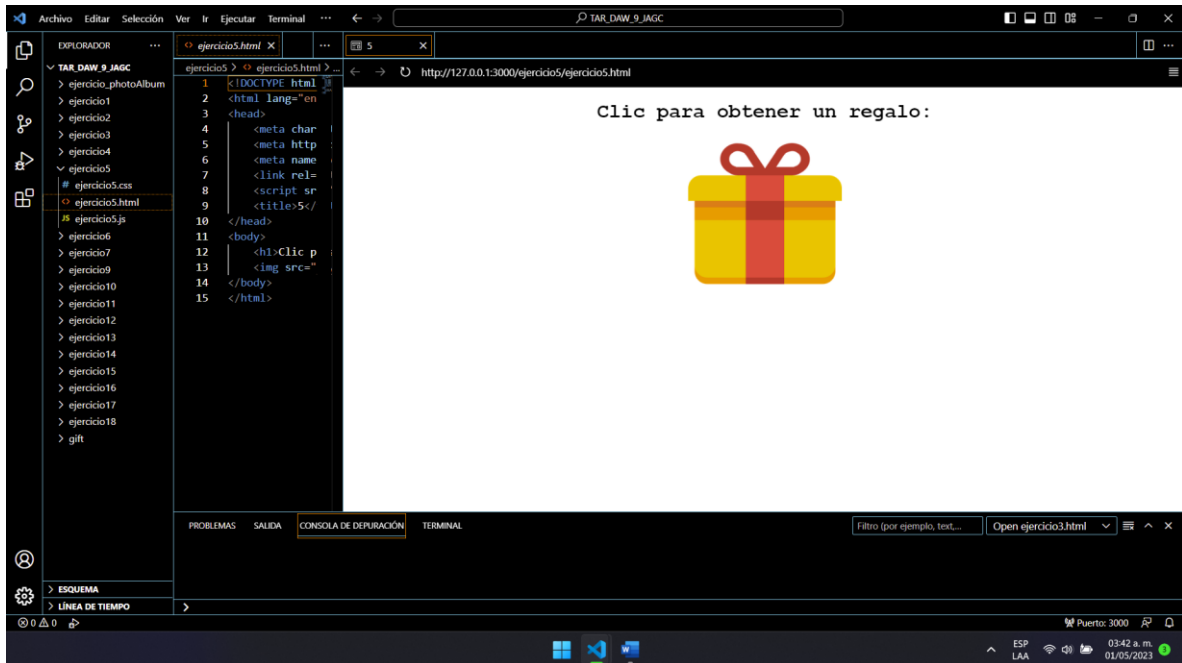 Archivo Editar Selección Ver Ir Ejecutar Terminal ··· TAR_DAW_9_JAGC
EXPLORADOR ···
TAR_DAW_9_JAGC
> ejercicio_photoAlbum
> ejercicio1
> ejercicio2
> ejercicio3
> ejercicio4
ejercicio5
# ejercicio5.css
<> ejercicio5.html
JS ejercicio5.js
> ejercicio6
> ejercicio7
> ejercicio9
> ejercicio10
> ejercicio11
> ejercicio12
> ejercicio13
> ejercicio14
> ejercicio15
> ejercicio16
> ejercicio17
> ejercicio18
> gift
> ESQUEMA
> LÍNEA DE TIEMPO
<> ejercicio5.html × ···
ejercicio5 > <> ejercicio5.html > ...
1 <!DOCTYPE html
2 <html lang="en
3 <head>
4 <meta char
5 <meta http
6 <meta name
7 <link rel=
8 <script sr
9 <title>5</
10 </head>
11 <body>
12 <h1>Clic p
13 <img src="
14 </body>
15 </html>
5 × ···
http://127.0.0.1:3000/ejercicio5/ejercicio5.html
Clic para obtener un regalo:
PROBLEMAS SALIDA CONSOLA DE DEPURACIÓN TERMINAL Filtro (por ejemplo, text,... Open ejercicio3.html
>
0 0 Puerto: 3000
ESP 03:42 a. m.
LAA 01/05/2023 3